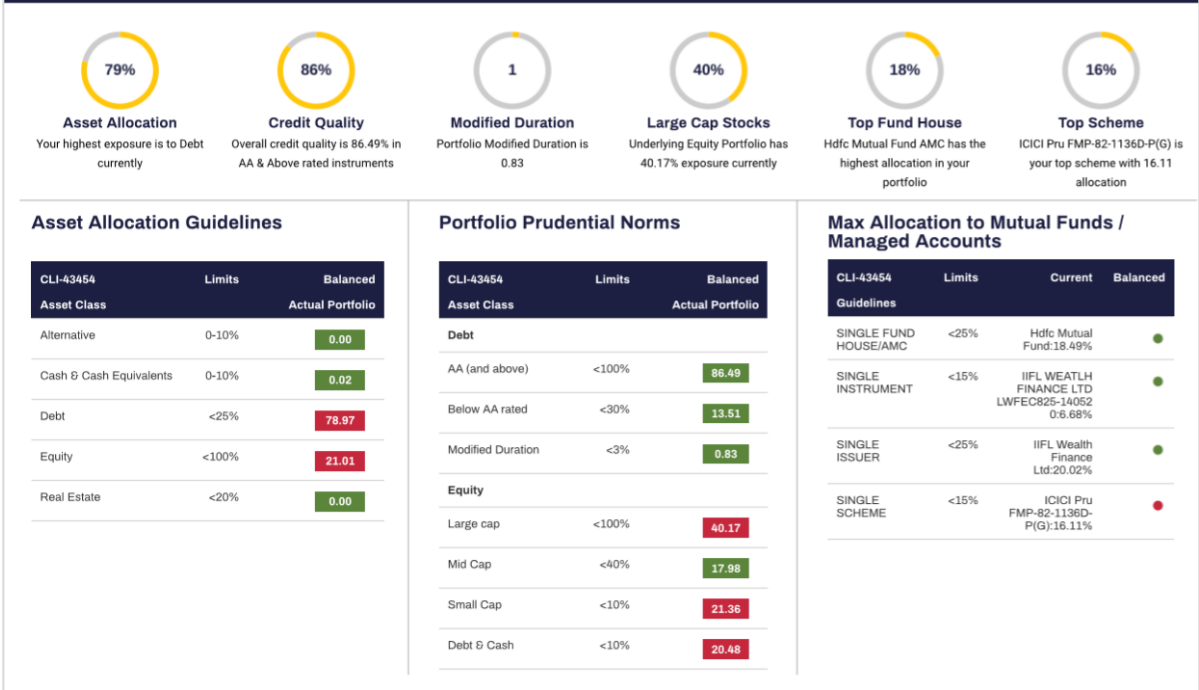 79%
Asset Allocation
Your highest exposure is to Debt
currently
86%
Credit Quality
Overall credit quality is 86.49% in
AA & Above rated instruments
1
Modified Duration
Portfolio Modified Duration is
0.83
40%
Large Cap Stocks
Underlying Equity Portfolio has
40.17% exposure currently
18%
Top Fund House
Hdfc Mutual Fund AMC has the
highest allocation in your
portfolio
16%
Top Scheme
ICICI Pru FMP-82-1136D-P(G) is
your top scheme with 16.11
allocation
Asset Allocation Guidelines
CLI-43454 Limits Balanced
Asset Class Actual Portfolio
Alternative 0-10% 0.00
Cash & Cash Equivalents 0-10% 0.02
Debt <25% 78.97
Equity <100% 21.01
Real Estate <20% 0.00
Portfolio Prudential Norms
CLI-43454 Limits Balanced
Asset Class Actual Portfolio
Debt
AA (and above) <100% 86.49
Below AA rated <30% 13.51
Modified Duration <3% 0.83
Equity
Large cap <100% 40.17
Mid Cap <40% 17.98
Small Cap <10% 21.36
Debt & Cash <10% 20.48
Max Allocation to Mutual Funds /
Managed Accounts
CLI-43454 Limits Current Balanced
Guidelines
SINGLE FUND <25% Hdfc Mutual
HOUSE/AMC Fund:18.49%
SINGLE <15% IIFL WEATLH
INSTRUMENT FINANCE LTD
LWFEC825-14052
0:6.68%
SINGLE <25% IIFL Wealth
ISSUER Finance
Ltd:20.02%
SINGLE <15% ICICI Pru
SCHEME FMP-82-1136D-
P(G):16.11%